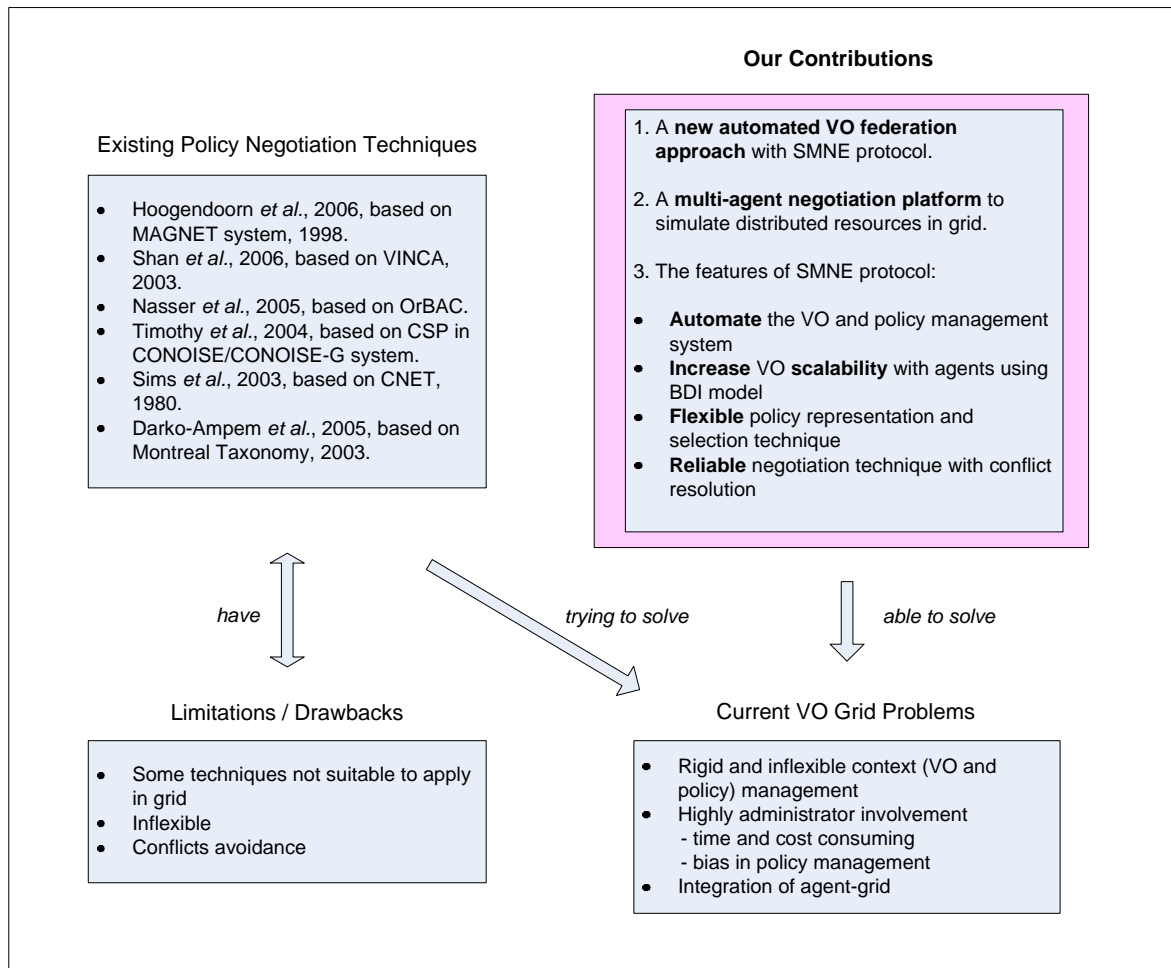 Our Contributions
Existing Policy Negotiation Techniques
• Hoogendoorn et al., 2006, based on
MAGNET system, 1998.
• Shan et al., 2006, based on VINCA,
2003.
• Nasser et al., 2005, based on OrBAC.
• Timothy et al., 2004, based on CSP in
CONOISE/CONOISE-G system.
• Sims et al., 2003, based on CNET,
1980.
• Darko-Ampem et al., 2005, based on
Montreal Taxonomy, 2003.
1. A new automated VO federation
approach with SMNE protocol.
2. A multi-agent negotiation platform to
simulate distributed resources in grid.
3. The features of SMNE protocol:
• Automate the VO and policy management
system
• Increase VO scalability with agents using
BDI model
• Flexible policy representation and
selection technique
• Reliable negotiation technique with conflict
resolution
have
trying to solve
able to solve
Limitations / Drawbacks
• Some techniques not suitable to apply
in grid
• Inflexible
• Conflicts avoidance
Current VO Grid Problems
• Rigid and inflexible context (VO and
policy) management
• Highly administrator involvement
- time and cost consuming
- bias in policy management
• Integration of agent-grid